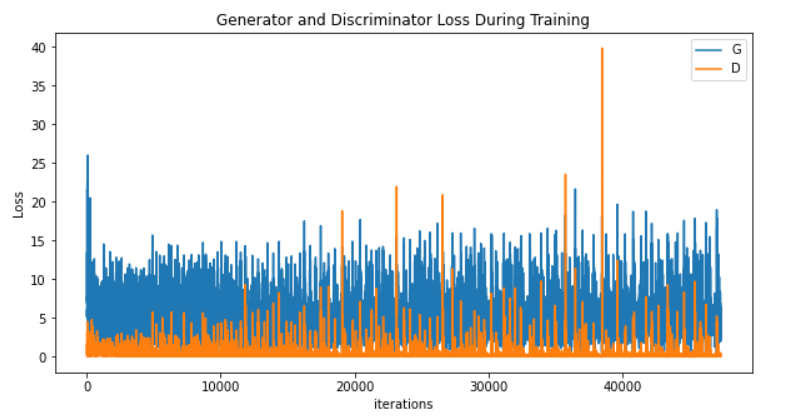 Generator and Discriminator Loss During Training
G
D
40
35
30
25
20
15
10
5
0
Loss
0 10000 20000 30000 40000
iterations